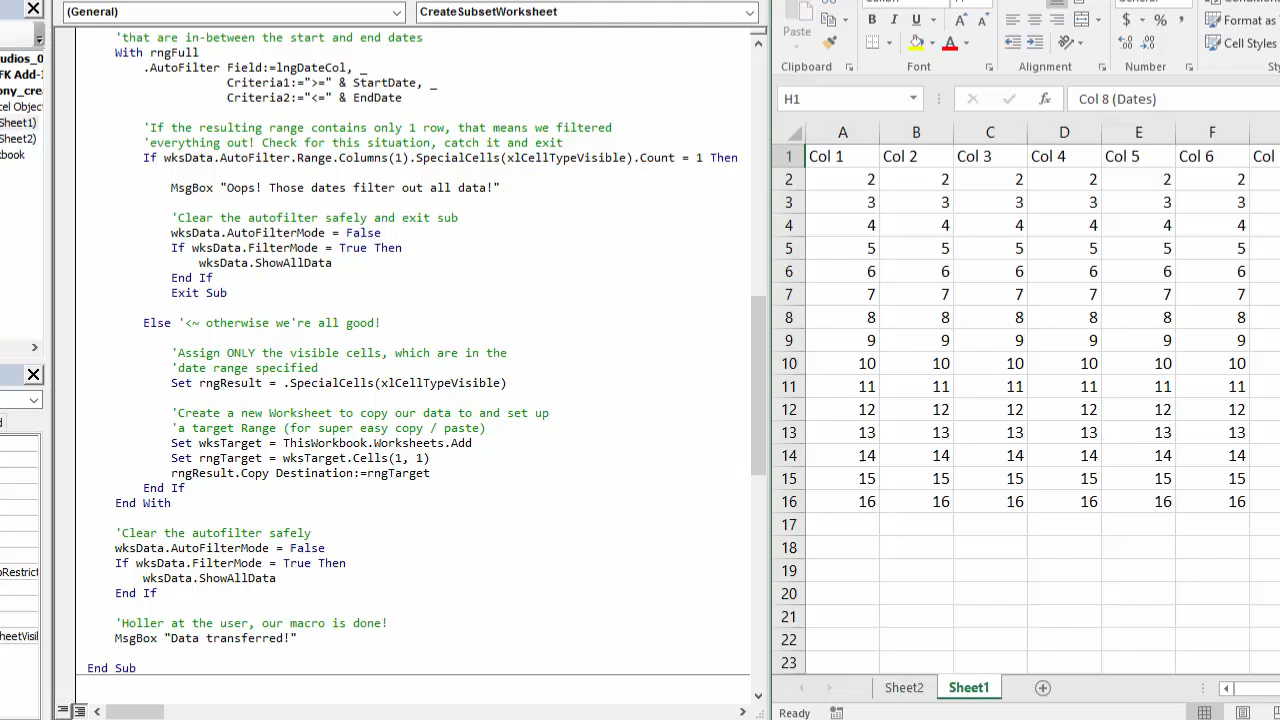 (General)
CreateSubsetWorksheet
'that are in-between the start and end dates
With rngFull
.AutoFilter Field:=lngDateCol, _
Criteria1:=">=" & StartDate, _
Criteria2:="<=" & EndDate
'If the resulting range contains only 1 row, that means we filtered
'everything out! Check for this situation, catch it and exit
If wksData.AutoFilter.Range.Columns(1).SpecialCells(xlCellTypeVisible).Count = 1 Then
MsgBox "Oops! Those dates filter out all data!"
'Clear the autofilter safely and exit sub
wksData.AutoFilterMode = False
If wksData.FilterMode = True Then
wksData.ShowAllData
End If
Exit Sub
Else '<~ otherwise we're all good!
'Assign ONLY the visible cells, which are in the
'date range specified
Set rngResult = .SpecialCells(xlCellTypeVisible)
'Create a new Worksheet to copy our data to and set up
'a target Range (for super easy copy / paste)
Set wksTarget = ThisWorkbook.Worksheets.Add
Set rngTarget = wksTarget.Cells(1, 1)
rngResult.Copy Destination:=rngTarget
End If
End With
'Clear the autofilter safely
wksData.AutoFilterMode = False
If wksData.FilterMode = True Then
wksData.ShowAllData
End If
'Holler at the user, our macro is done!
MsgBox "Data transferred!"
End Sub
udios_0
FK Add-I
ony_crea
cel Objec
Sheet1)
Sheet2)
kbook
oRestrict
heetVisil
Paste
B I U A A
$ % ,
Format as
Cell Styles
Clipboard Font Alignment Number
H1 fx Col 8 (Dates)
A B C D E F
1 Col 1 Col 2 Col 3 Col 4 Col 5 Col 6 Col
2 2 2 2 2 2 2
3 3 3 3 3 3 3
4 4 4 4 4 4 4
5 5 5 5 5 5 5
6 6 6 6 6 6 6
7 7 7 7 7 7 7
8 8 8 8 8 8 8
9 9 9 9 9 9 9
10 10 10 10 10 10 10
11 11 11 11 11 11 11
12 12 12 12 12 12 12
13 13 13 13 13 13 13
14 14 14 14 14 14 14
15 15 15 15 15 15 15
16 16 16 16 16 16 16
17
18
19
20
21
22
23
Sheet2 Sheet1
Ready